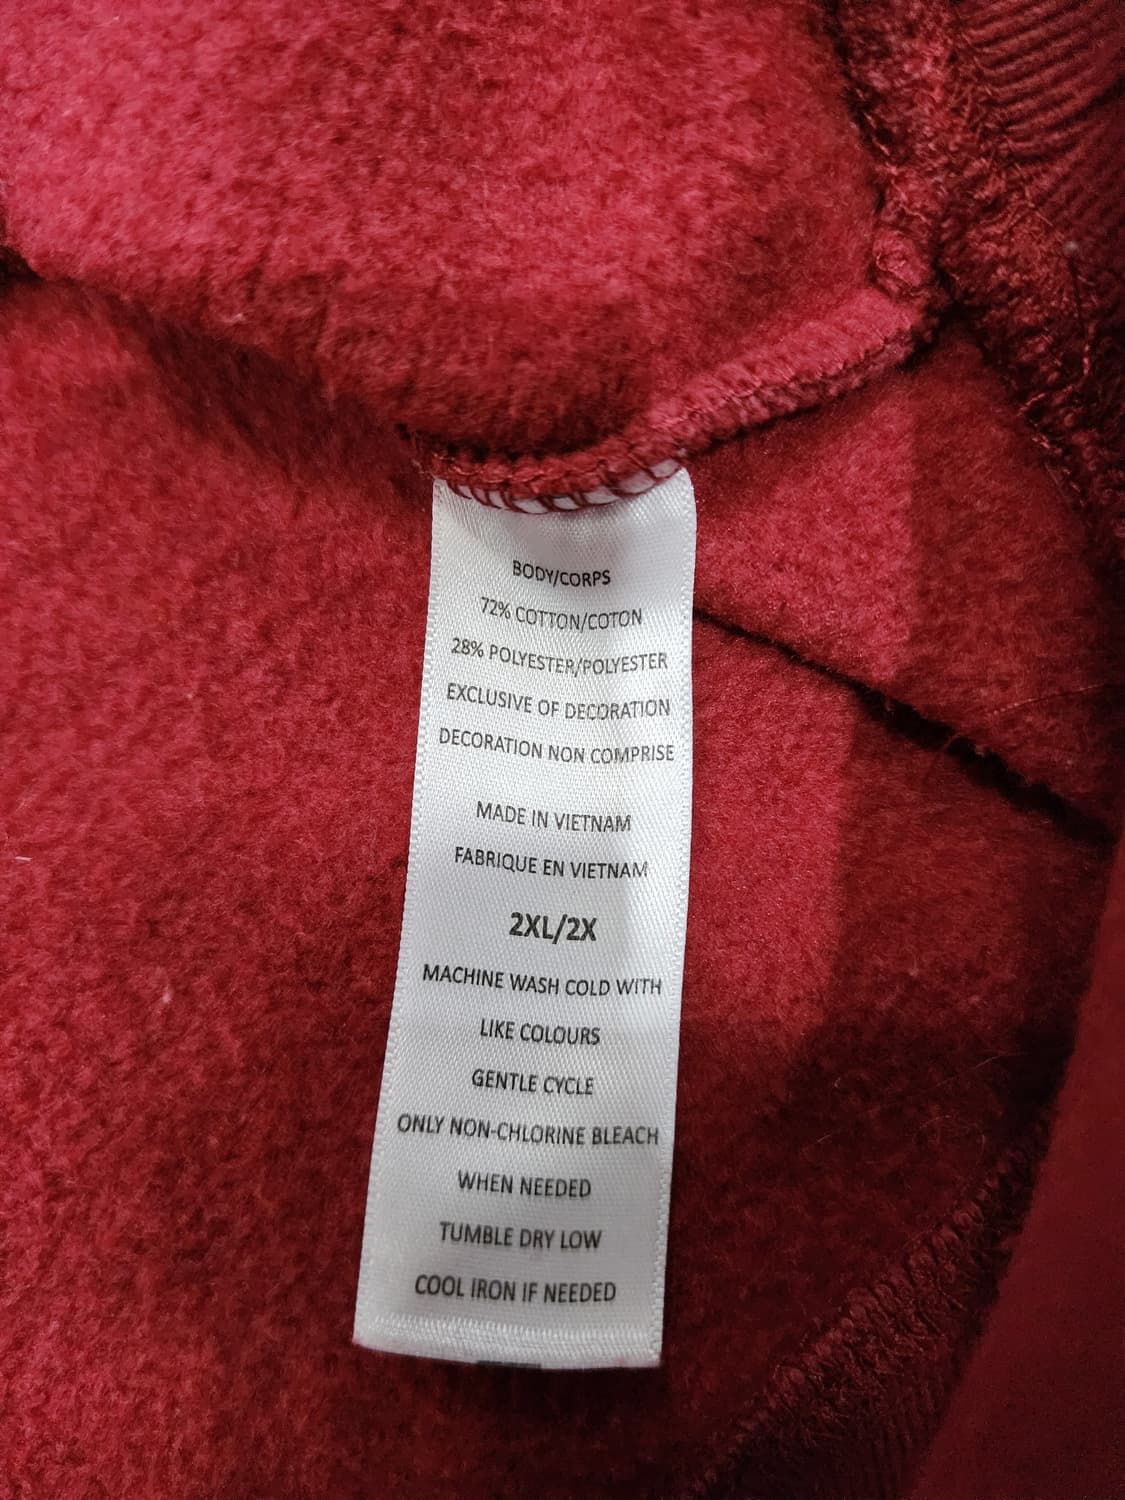 BODY/CORPS
72% COTTON/COTON
28% POLYESTER/POLYESTER
EXCLUSIVE OF DECORATION
DECORATION NON COMPRISE
MADE IN VIETNAM
FABRIQUE EN VIETNAM
2XL/2X
MACHINE WASH COLD WITH
LIKE COLOURS
GENTLE CYCLE
ONLY NON-CHLORINE BLEACH
WHEN NEEDED
TUMBLE DRY LOW
COOL IRON IF NEEDED